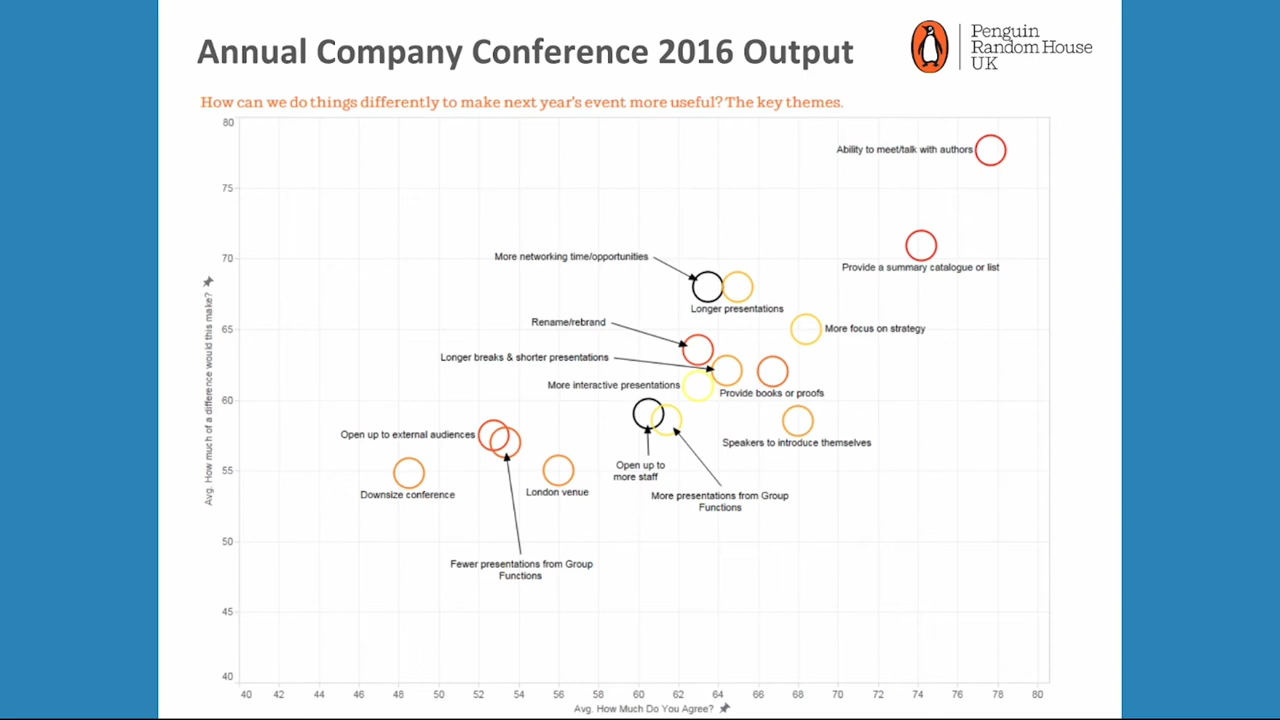 Annual Company Conference 2016 Output
Penguin
Random House
UK
How can we do things differently to make next year's event more useful? The key themes.
80
75
70
65
60
55
50
45
40
Avg. How much of a difference would this make?
Ability to meet/talk with authors
Provide a summary catalogue or list
More networking time/opportunities
Longer presentations
Rename/rebrand
More focus on strategy
Longer breaks & shorter presentations
More interactive presentations
Provide books or proofs
Open up to external audiences
Speakers to introduce themselves
Open up to
more staff
Downsize conference
London venue
More presentations from Group
Functions
Fewer presentations from Group
Functions
40 42 44 46 48 50 52 54 56 58 60 62 64 66 68 70 72 74 76 78 80
Avg. How Much Do You Agree?